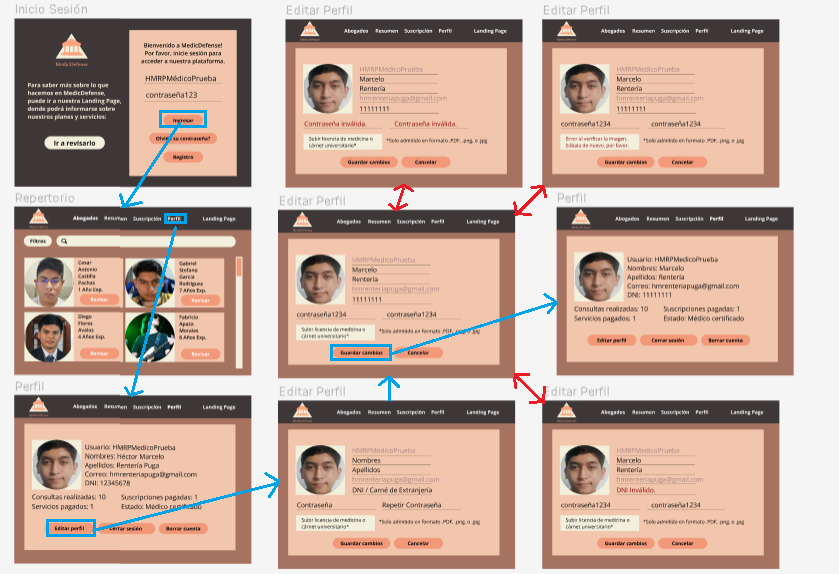 Inicio Sesión
MedicDefense
Para saber más sobre lo que
hacemos en MedicDefense,
puede ir a nuestra Landing Page,
donde podrá informarse sobre
nuestros planes y servicios:
Ir a revisarlo
Bienvenido a MedicDefense!
Por favor, inicie sesión para
acceder a nuestra plataforma.
HMRPMédicoPrueba
contraseña123
Ingresar
Olvidé su contraseña?
Registro
Editar Perfil
Abogados Resumen Suscripción Perfil Landing Page
HMRPMedicoPrueba
Marcelo
Rentería
hmrenteriapuga@gmail.com
11111111
Contraseña inválida. Contraseña inválida.
Subir licencia de medicina o
cárnet universitario*
*Solo admitido en formato .PDF, .png, o .jpg
Guardar cambios Cancelar
Editar Perfil
Abogados Resumen Suscripción Perfil Landing Page
HMRPMedicoPrueba
Marcelo
Rentería
hmrenteriapuga@gmail.com
11111111
contraseña1234 contraseña1234
Error al verificar la imagen.
Súbala de nuevo, por favor.
*Solo admitido en formato .PDF, .png, o .jpg
Guardar cambios Cancelar
Repertorio
Abogados Resumen Suscripción Perfil Landing Page
Filtros
Cesar
Antonio
Castilla
Pachas
1 Año Exp.
Revisar
Gabriel
Stefano
Garcia
Rodriguez
7 Años Exp.
Revisar
Diego
Flores
Avalos
4 Años Exp.
Revisar
Fabricio
Apaza
Morales
6 Años Exp.
Revisar
Editar Perfil
Abogados Resumen Suscripción Perfil Landing Page
HMRPMedicoPrueba
Marcelo
Rentería
hmrenteriapuga@gmail.com
11111111
contraseña1234 contraseña1234
Subir licencia de medicina o
cárnet universitario*
*Solo admitido en formato .PDF, .png, o .jpg
Guardar cambios Cancelar
Perfil
Abogados Resumen Suscripción Perfil Landing Page
Usuario: HMRPMedicoPrueba
Nombres: Marcelo
Apellidos: Rentería
Correo: hmrenteriapuga@gmail.com
DNI: 11111111
Consultas realizadas: 10 Suscripciones pagadas: 1
Servicios pagados; 1 Estado: Médico certificado
Editar perfil Cerrar sesión Borrar cuenta
Perfil
Abogados Resumen Suscripción Perfil Landing Page
Usuario: HMRPMedicoPrueba
Nombres: Héctor Marcelo
Apellidos: Rentería Puga
Correo: hmrenteriapuga@gmail.com
DNI: 12345678
Consultas realizadas: 10 Suscripciones pagadas: 1
Servicios pagados: 1 Estado: Médico certificado
Editar perfil Cerrar sesión Borrar cuenta
Editar Perfil
Abogados Resumen Suscripción Perfil Landing Page
HMRPMedicoPrueba
Nombres
Apellidos
hmrenteriapuga@gmail.com
DNI / Carné de Extranjería
Contraseña Repetir Contraseña
Subir licencia de medicina o
cárnet universitario*
*Solo admitido en formato .PDF, .png, o .jpg
Guardar cambios Cancelar
Editar Perfil
Abogados Resumen Suscripción Perfil Landing Page
HMRPMedicoPrueba
Marcelo
Rentería
hmrenteriapuga@gmail.com
DNI Inválido.
contraseña1234 contraseña1234
Subir licencia de medicina o
cárnet universitario*
*Solo admitido en formato .PDF, .png, o .jpg
Guardar cambios Cancelar